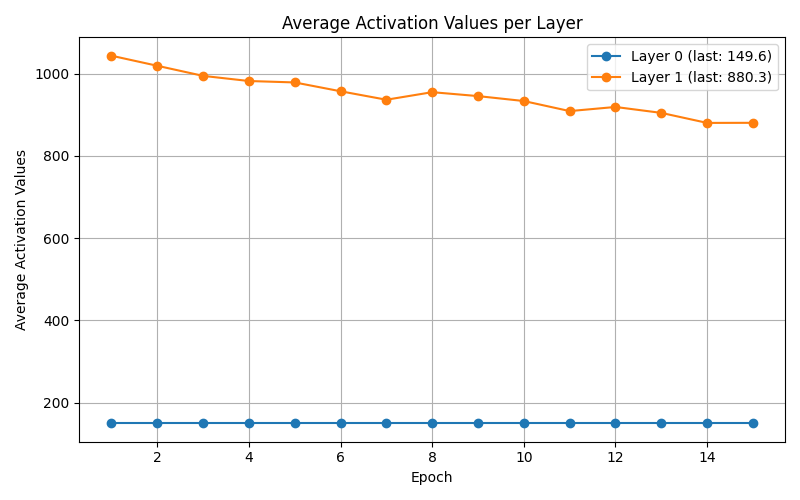 Average Activation Values per Layer
Layer 0 (last: 149.6)
Layer 1 (last: 880.3)
Average Activation Values
1000
800
600
400
200
2 4 6 8 10 12 14
Epoch